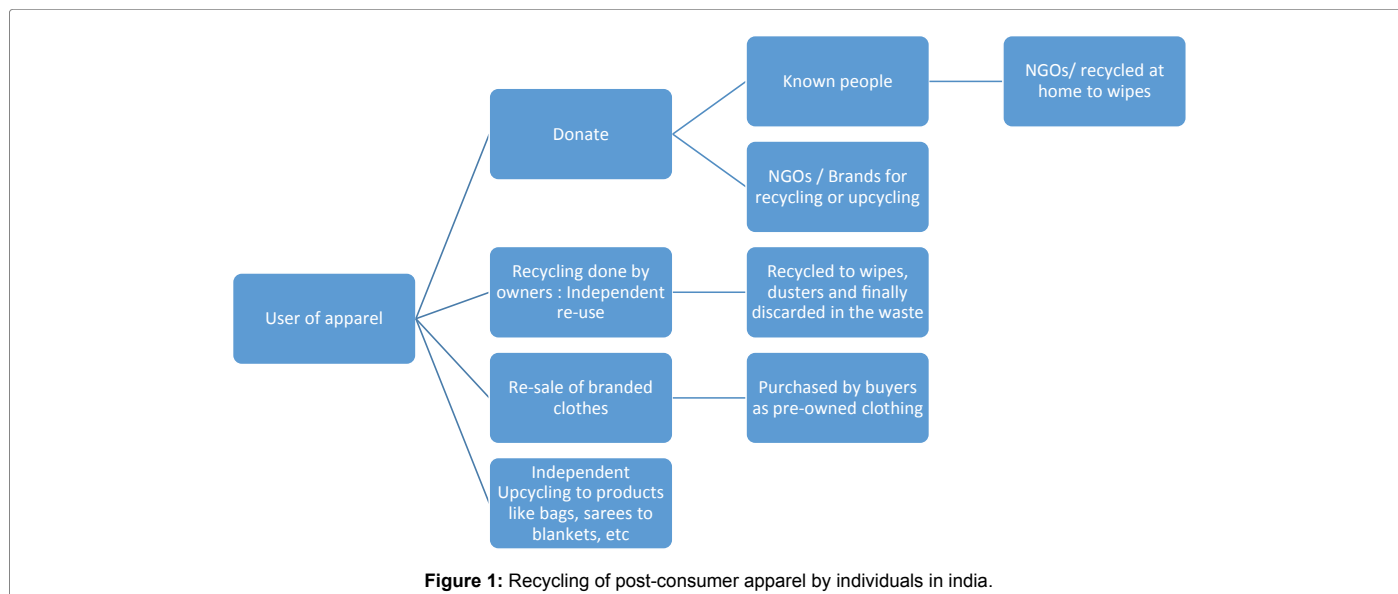 Known people
NGOs/ recycled at
home to wipes
Donate
NGOs / Brands for
recycling or upcycling
User of apparel
Recycling done by
owners : Independent
re-use
Recycled to wipes,
dusters and finally
discarded in the waste
Re-sale of branded
clothes
Purchased by buyers
as pre-owned clothing
Independent
Upcycling to products
like bags, sarees to
blankets, etc
Figure 1: Recycling of post-consumer apparel by individuals in india.